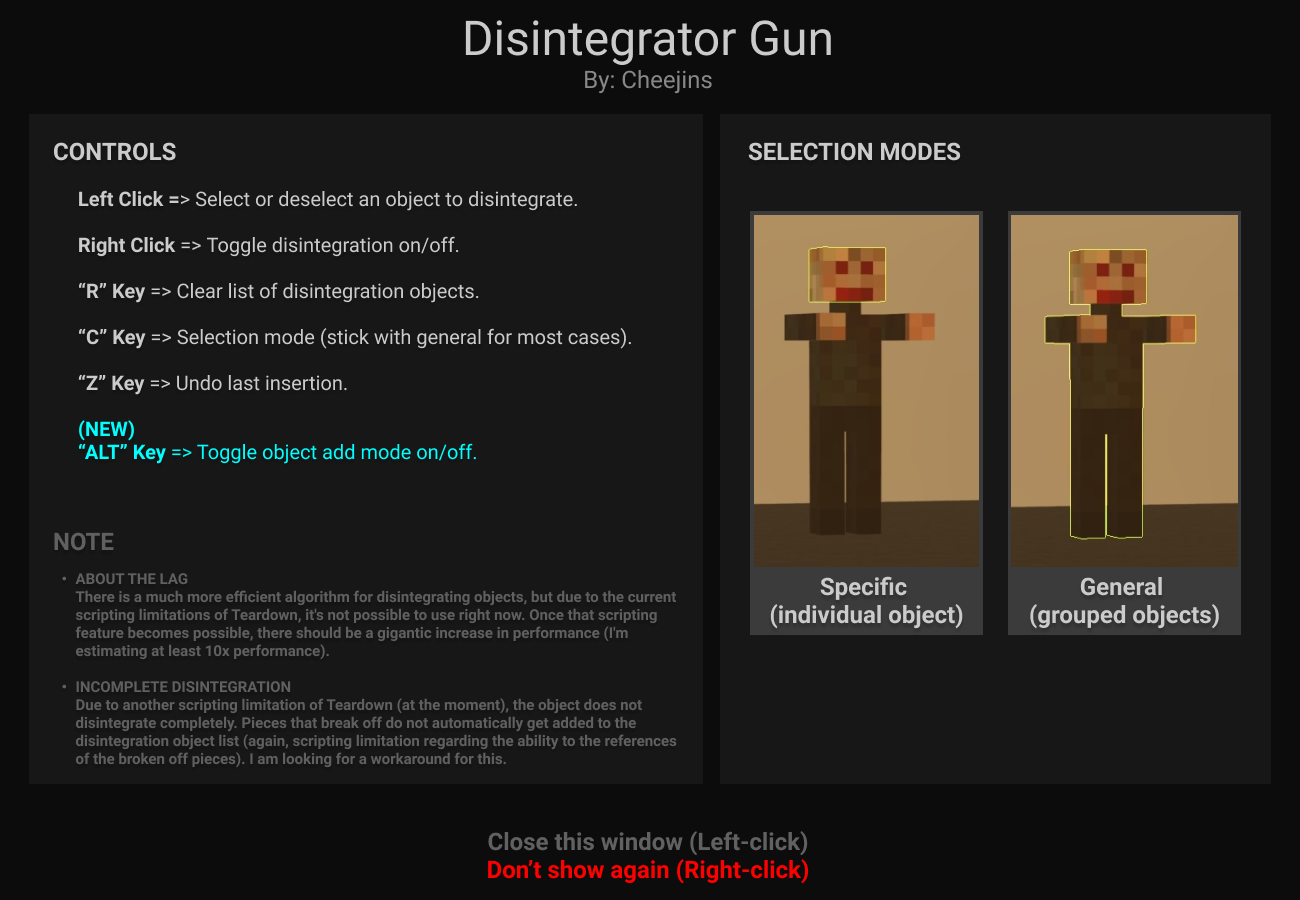 Disintegrator Gun
By: Cheejins
CONTROLS
Left Click => Select or deselect an object to disintegrate.
Right Click => Toggle disintegration on/off.
“R” Key => Clear list of disintegration objects.
“C” Key => Selection mode (stick with general for most cases).
“Z” Key => Undo last insertion.
(NEW)
“ALT” Key => Toggle object add mode on/off.
NOTE
• ABOUT THE LAG
There is a much more efficient algorithm for disintegrating objects, but due to the current
scripting limitations of Teardown, it's not possible to use right now. Once that scripting
feature becomes possible, there should be a gigantic increase in performance (I'm
estimating at least 10x performance).
• INCOMPLETE DISINTEGRATION
Due to another scripting limitation of Teardown (at the moment), the object does not
disintegrate completely. Pieces that break off do not automatically get added to the
disintegration object list (again, scripting limitation regarding the ability to the references
of the broken off pieces). I am looking for a workaround for this.
SELECTION MODES
Specific
(individual object)
General
(grouped objects)
Close this window (Left-click)
Don’t show again (Right-click)